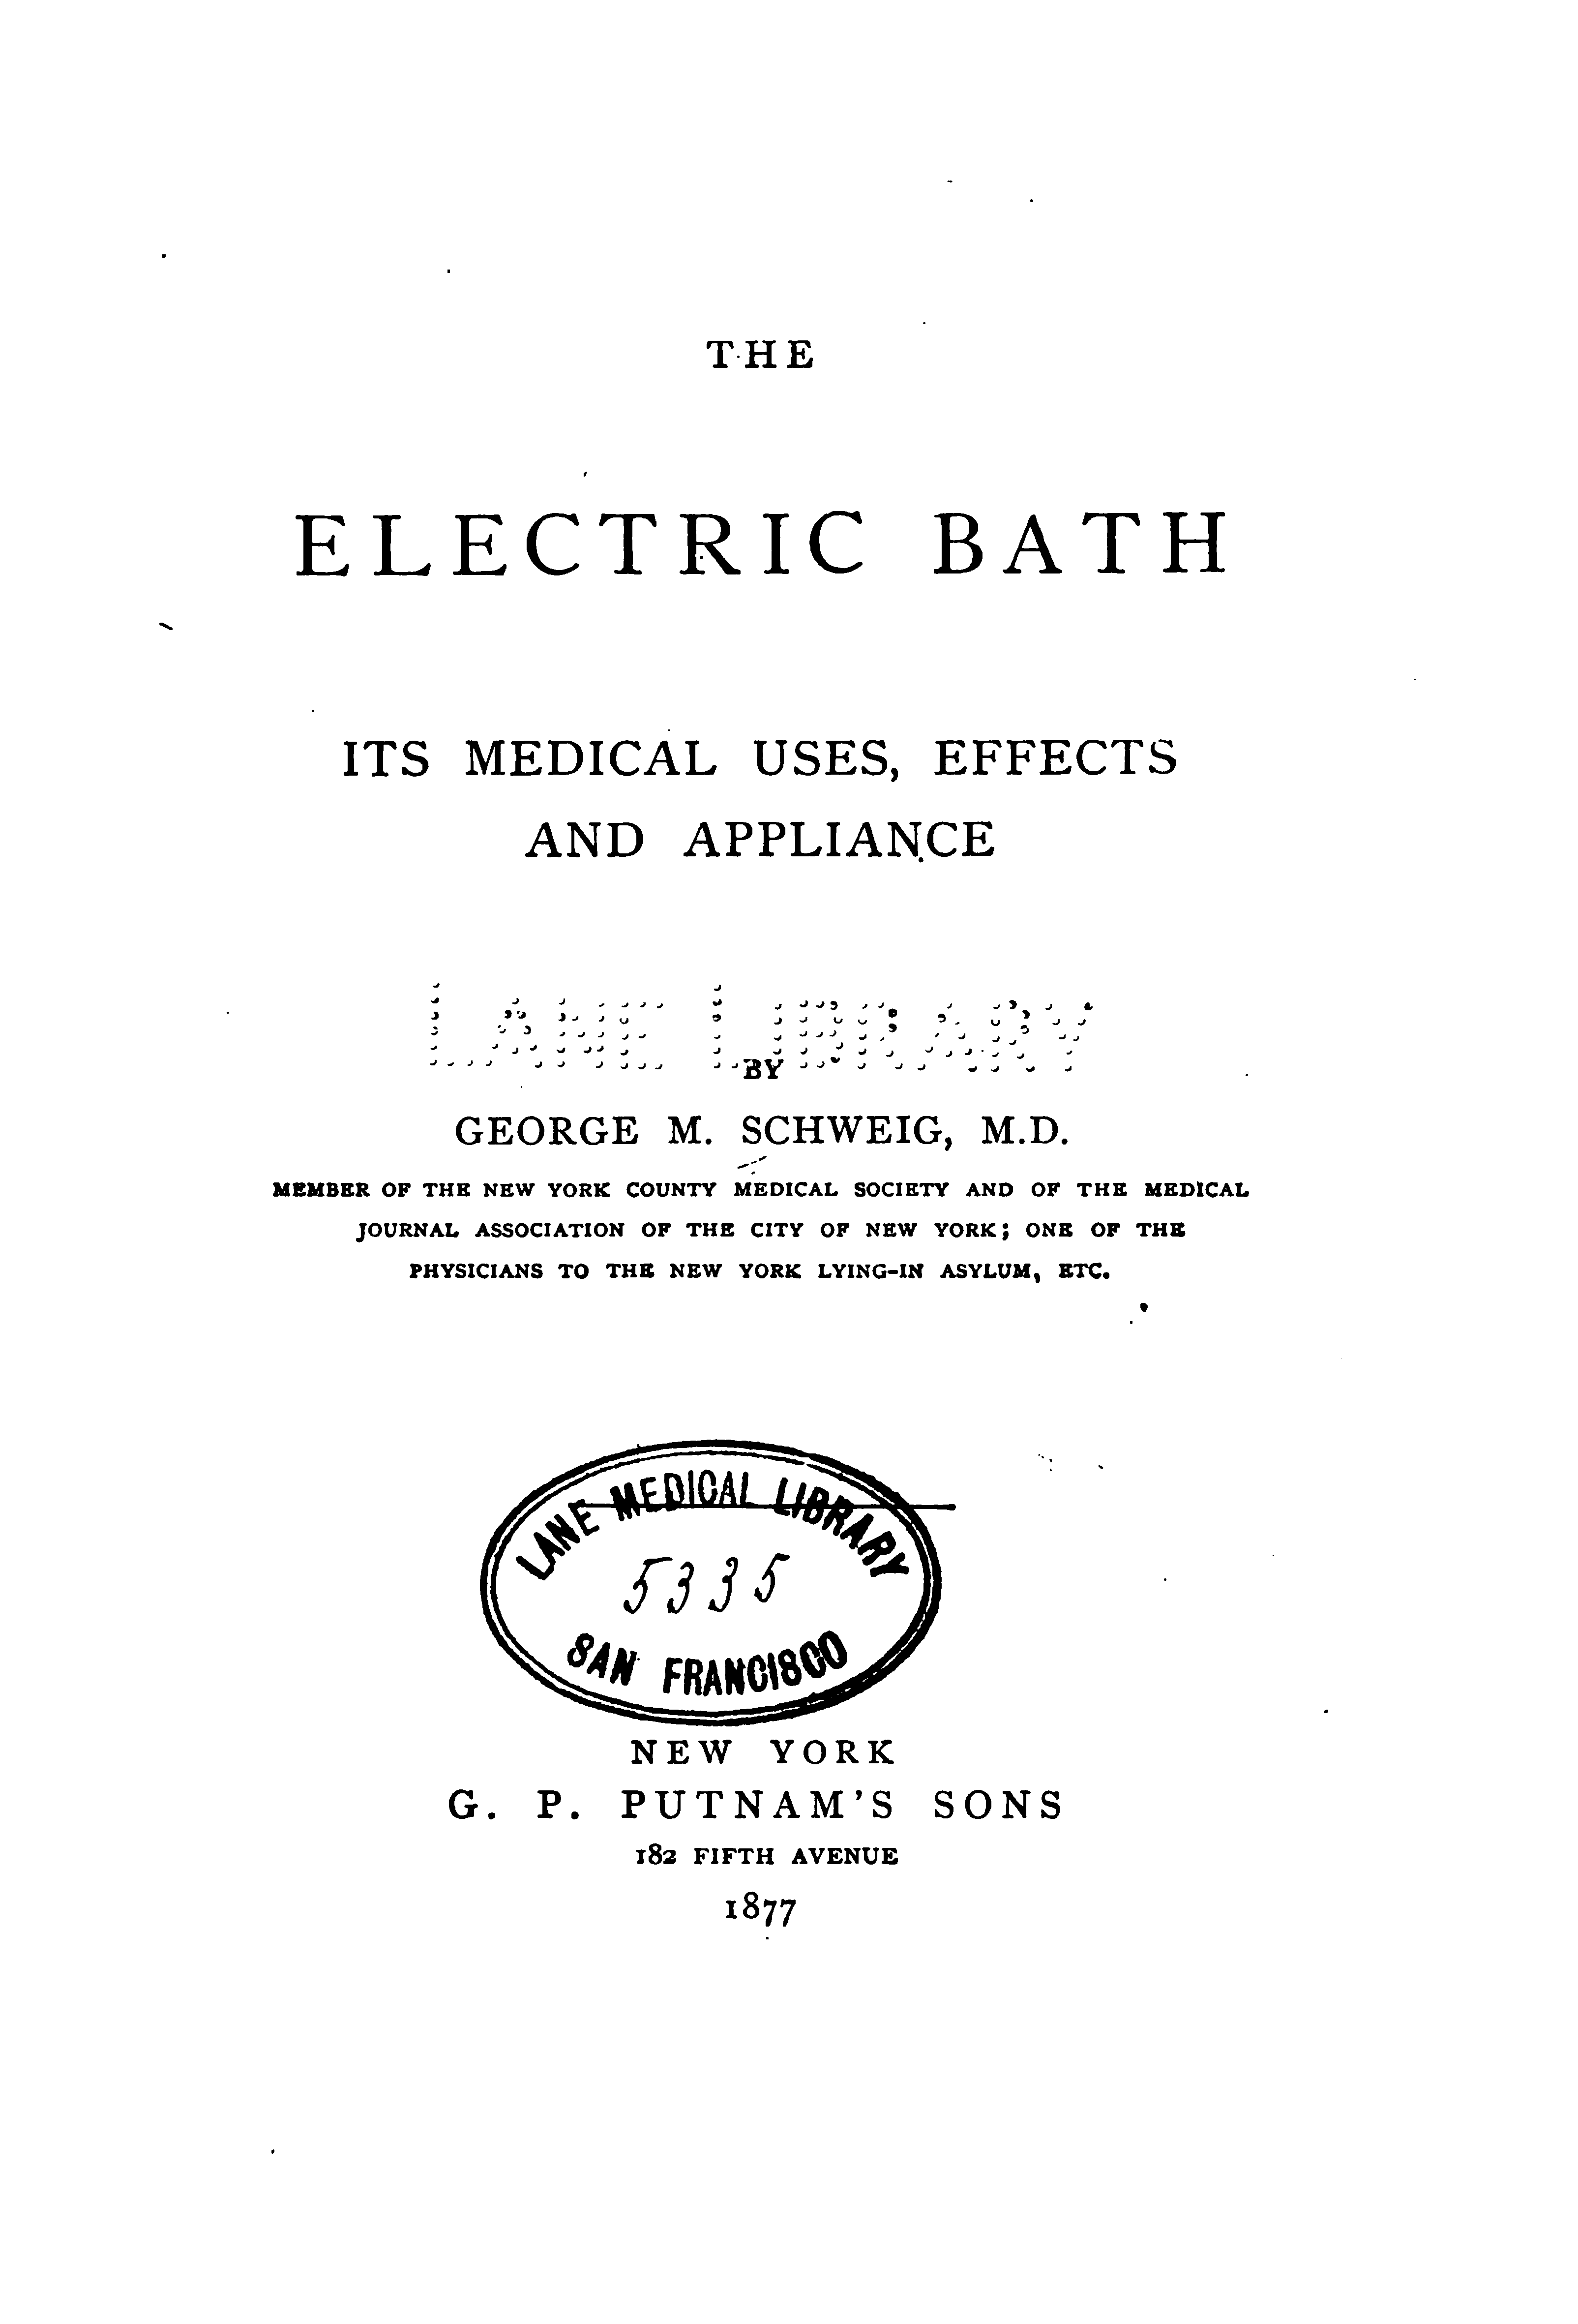 THE
ELECTRIC BATH
ITS MEDICAL USES, EFFECTS
AND APPLIANCE
LANE LIBRARY
BY
GEORGE M. SCHWEIG, M.D.
MEMBER OF THE NEW YORK COUNTY MEDICAL SOCIETY AND OF THE MEDICAL
JOURNAL ASSOCIATION OF THE CITY OF NEW YORK; ONE OF THE
PHYSICIANS TO THE NEW YORK LYING-IN ASYLUM, ETC.
LANE MEDICAL LIBRARY
5335
SAN FRANCISCO
NEW YORK
G. P. PUTNAM'S SONS
182 FIFTH AVENUE
1877